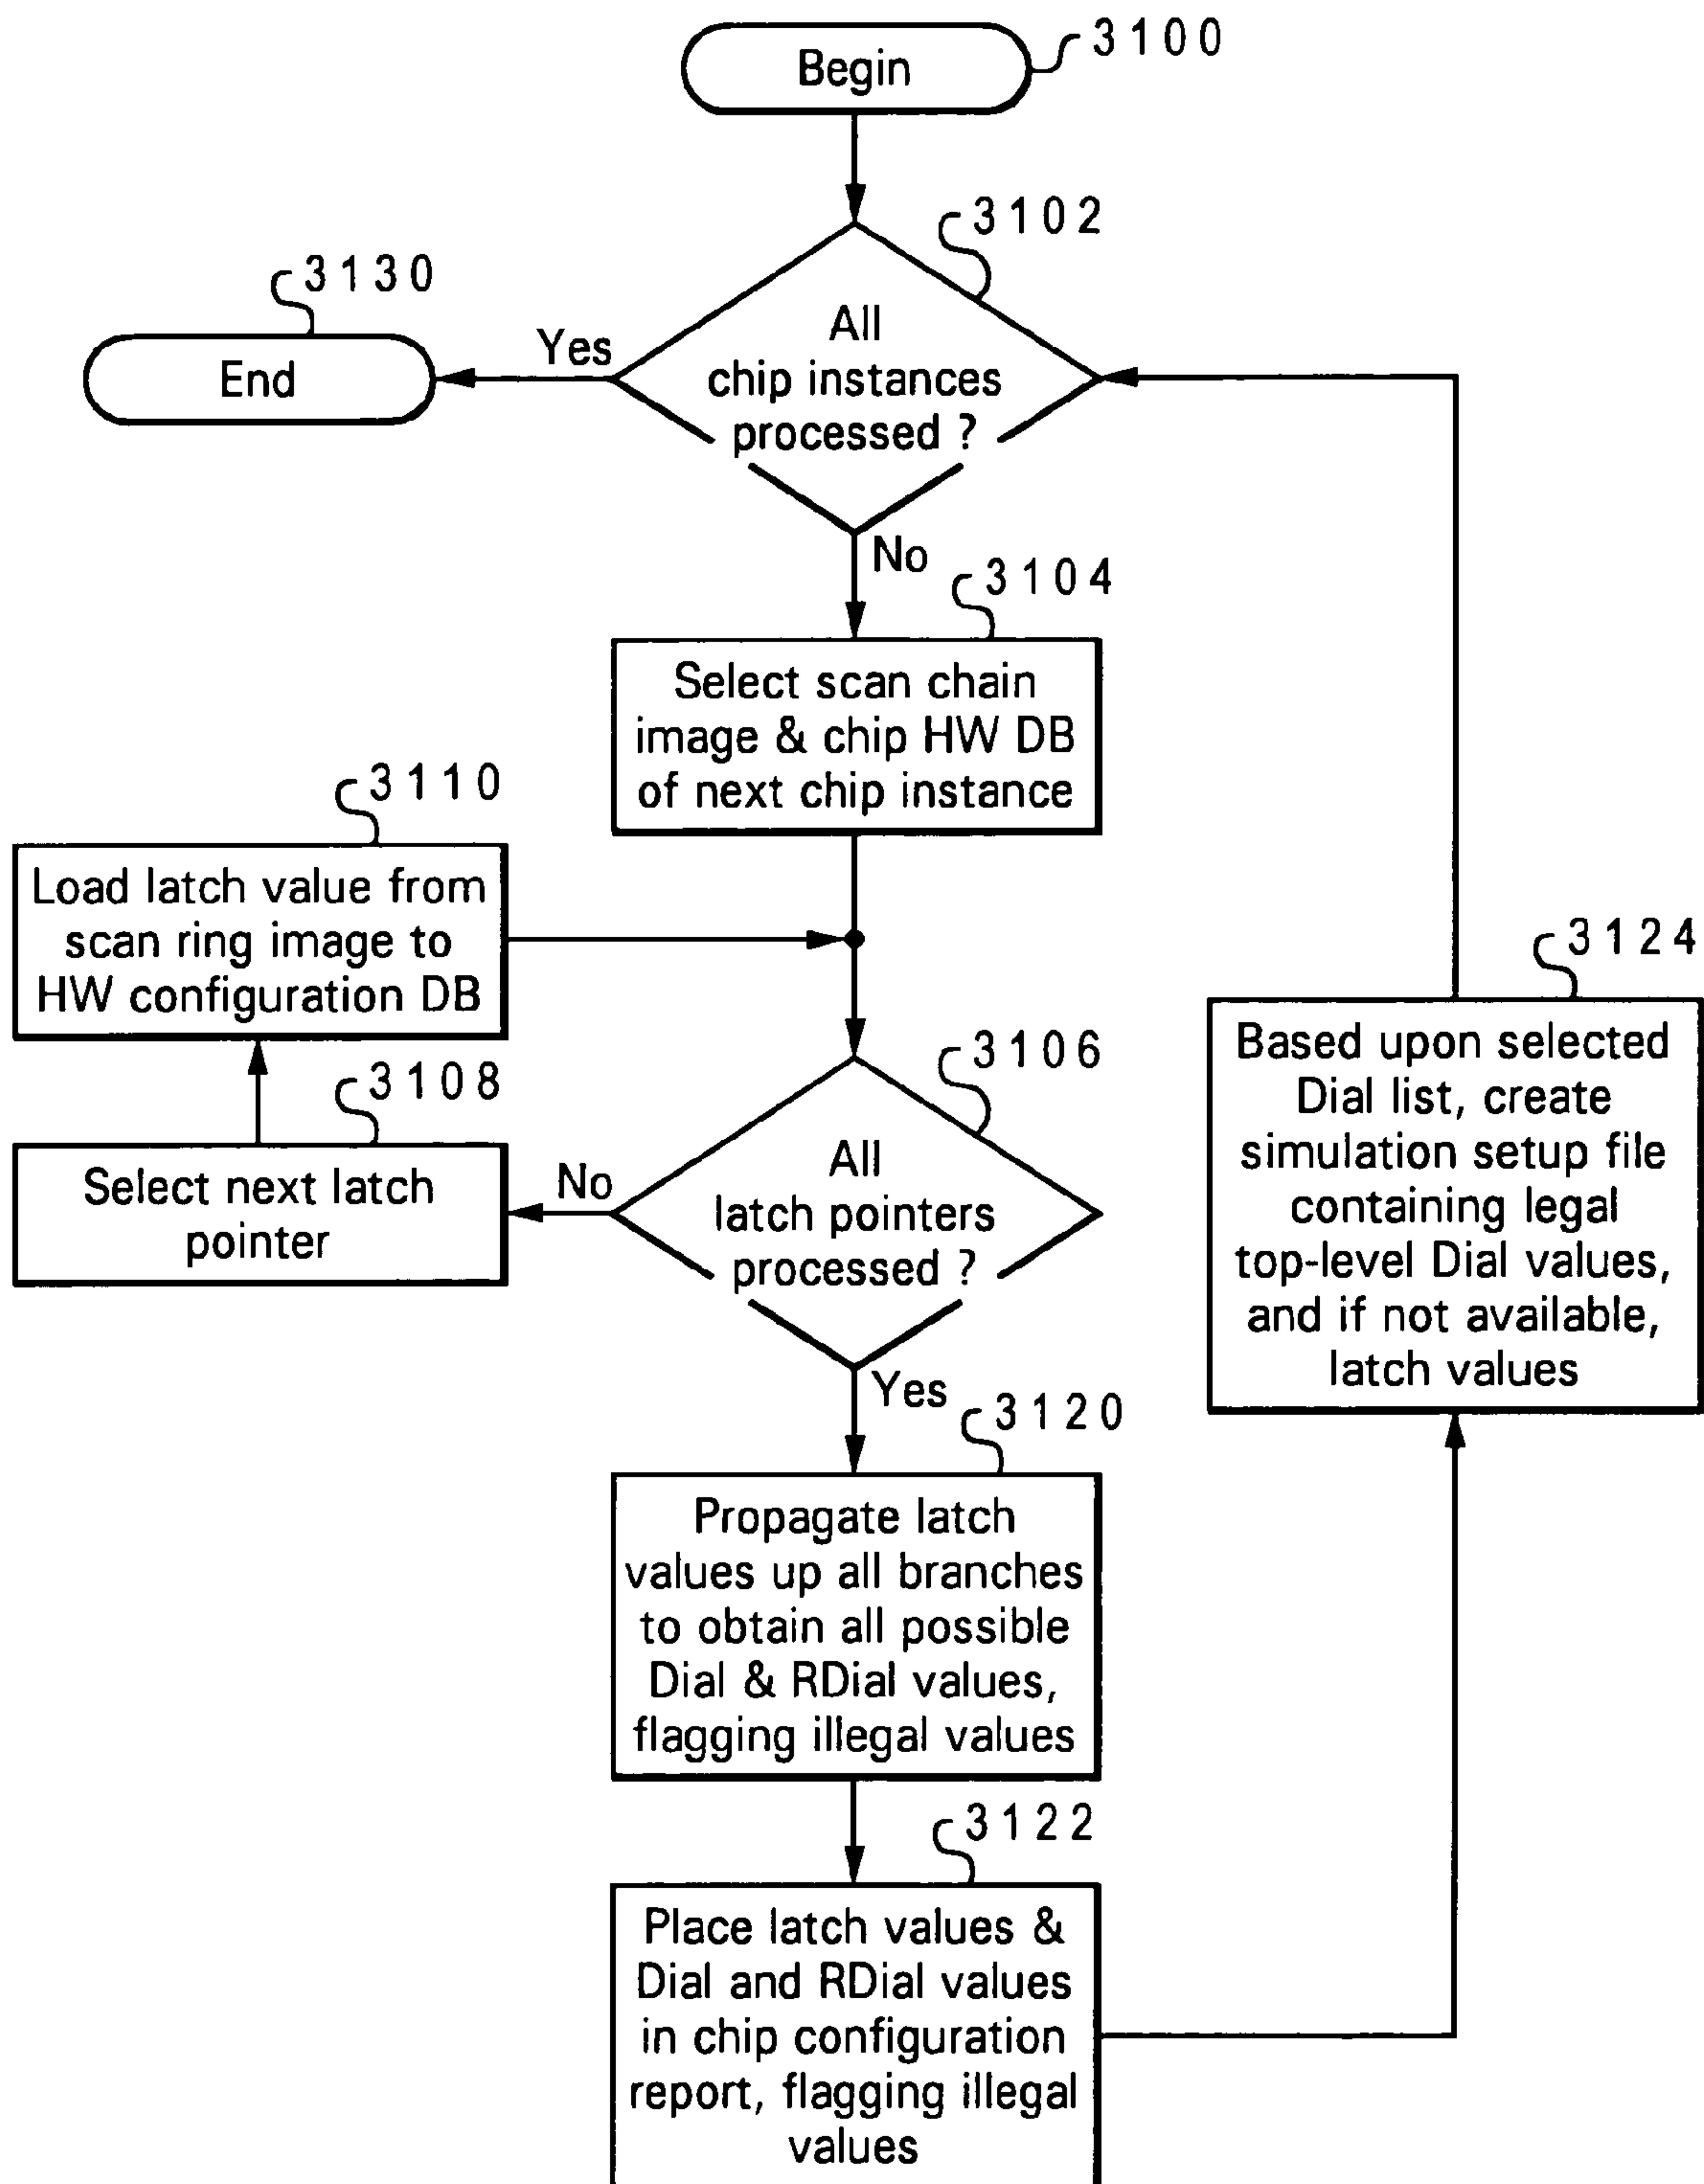 Begin
3100
3102
3130
All
chip instances
processed ?
Yes
End
No
3104
Select scan chain
image & chip HW DB
of next chip instance
3110
Load latch value from
scan ring image to
HW configuration DB
3124
Based upon selected
Dial list, create
simulation setup file
containing legal
top-level Dial values,
and if not available,
latch values
3106
3108
All
latch pointers
processed ?
No
Select next latch
pointer
Yes
3120
Propagate latch
values up all branches
to obtain all possible
Dial & RDial values,
flagging illegal values
3122
Place latch values &
Dial and RDial values
in chip configuration
report, flagging illegal
values